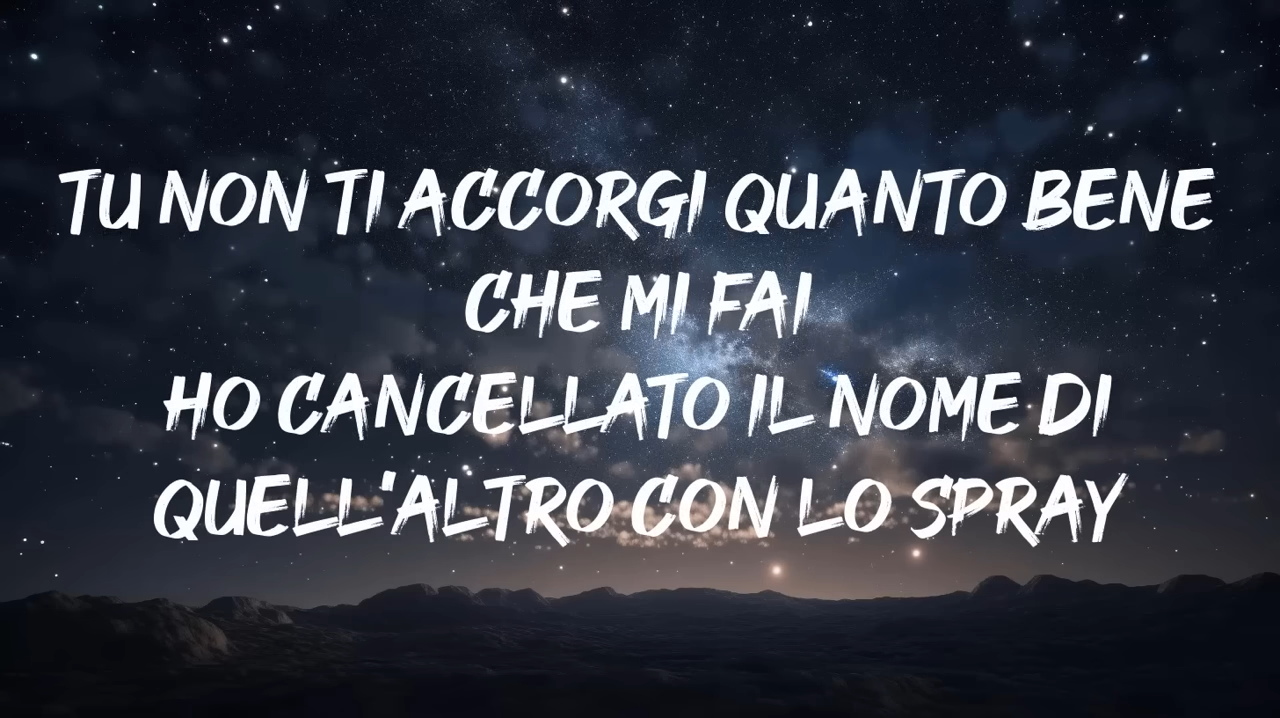 TU NON TI ACCORGI QUANTO BENE
CHE MI FAI
HO CANCELLATO IL NOME DI
QUELL'ALTRO CON LO SPRAY